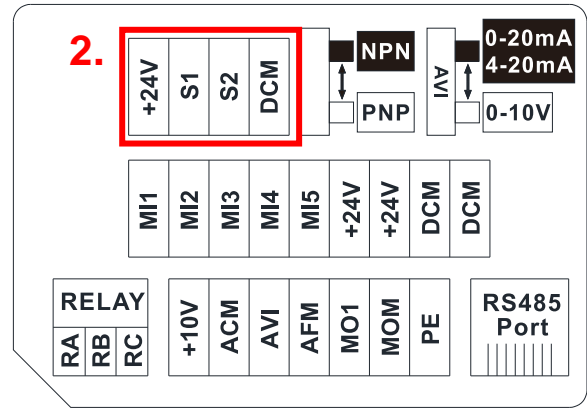 2.
+24V S1 S2 DCM
NPN
PNP
AVI
0-20mA
4-20mA
0-10V
MI1 MI2 MI3 MI4 MI5 +24V +24V DCM DCM
RELAY
RA RB RC
+10V ACM AVI AFM MO1 MOM PE
RS485
Port